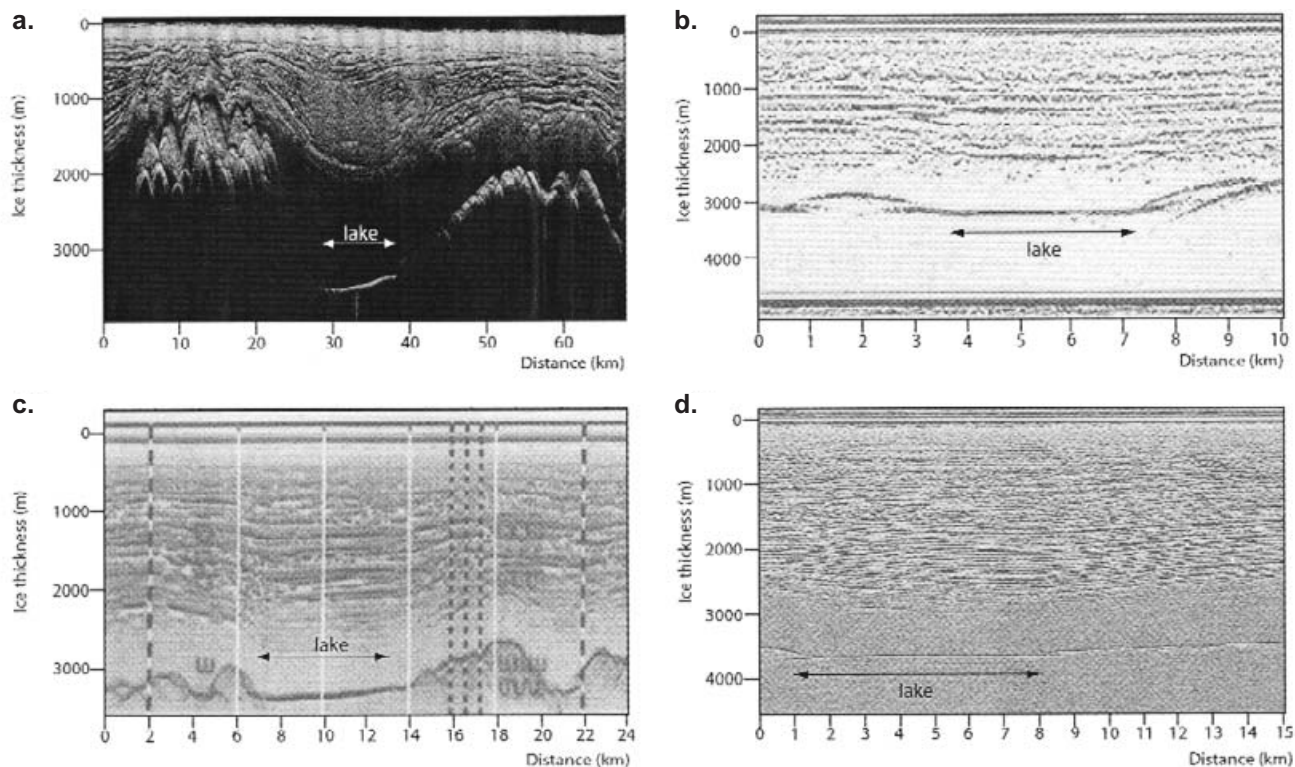 a.
Ice thickness (m)
0
1000
2000
3000
lake
0 10 20 30 40 50 60
Distance (km)
b.
Ice thickness (m)
0
1000
2000
3000
4000
lake
0 1 2 3 4 5 6 7 8 9 10
Distance (km)
c.
Ice thickness (m)
0
1000
2000
3000
lake
0 2 4 6 8 10 12 14 16 18 20 22 24
Distance (km)
d.
Ice thickness (m)
0
1000
2000
3000
4000
lake
0 1 2 3 4 5 6 7 8 9 10 11 12 13 14 15
Distance (km)